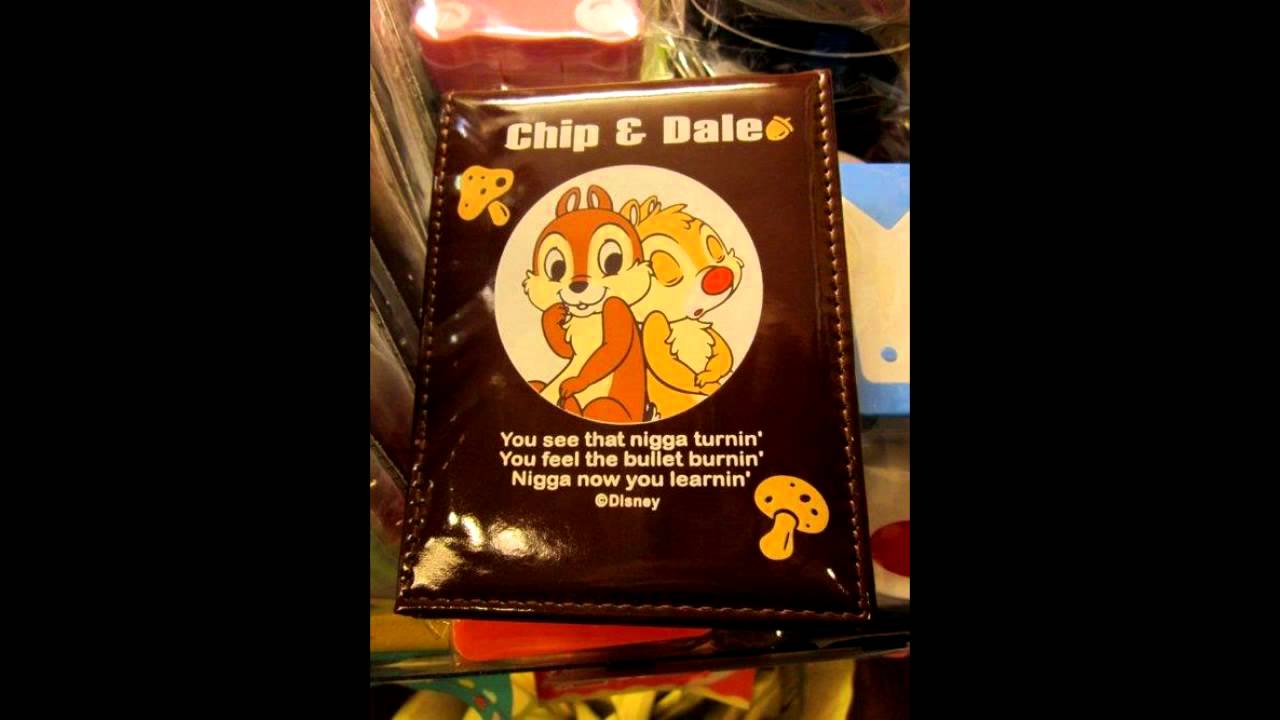 Chip & Dale
You see that nigga turnin'
You feel the bullet burnin'
Nigga now you learnin'
©Disney